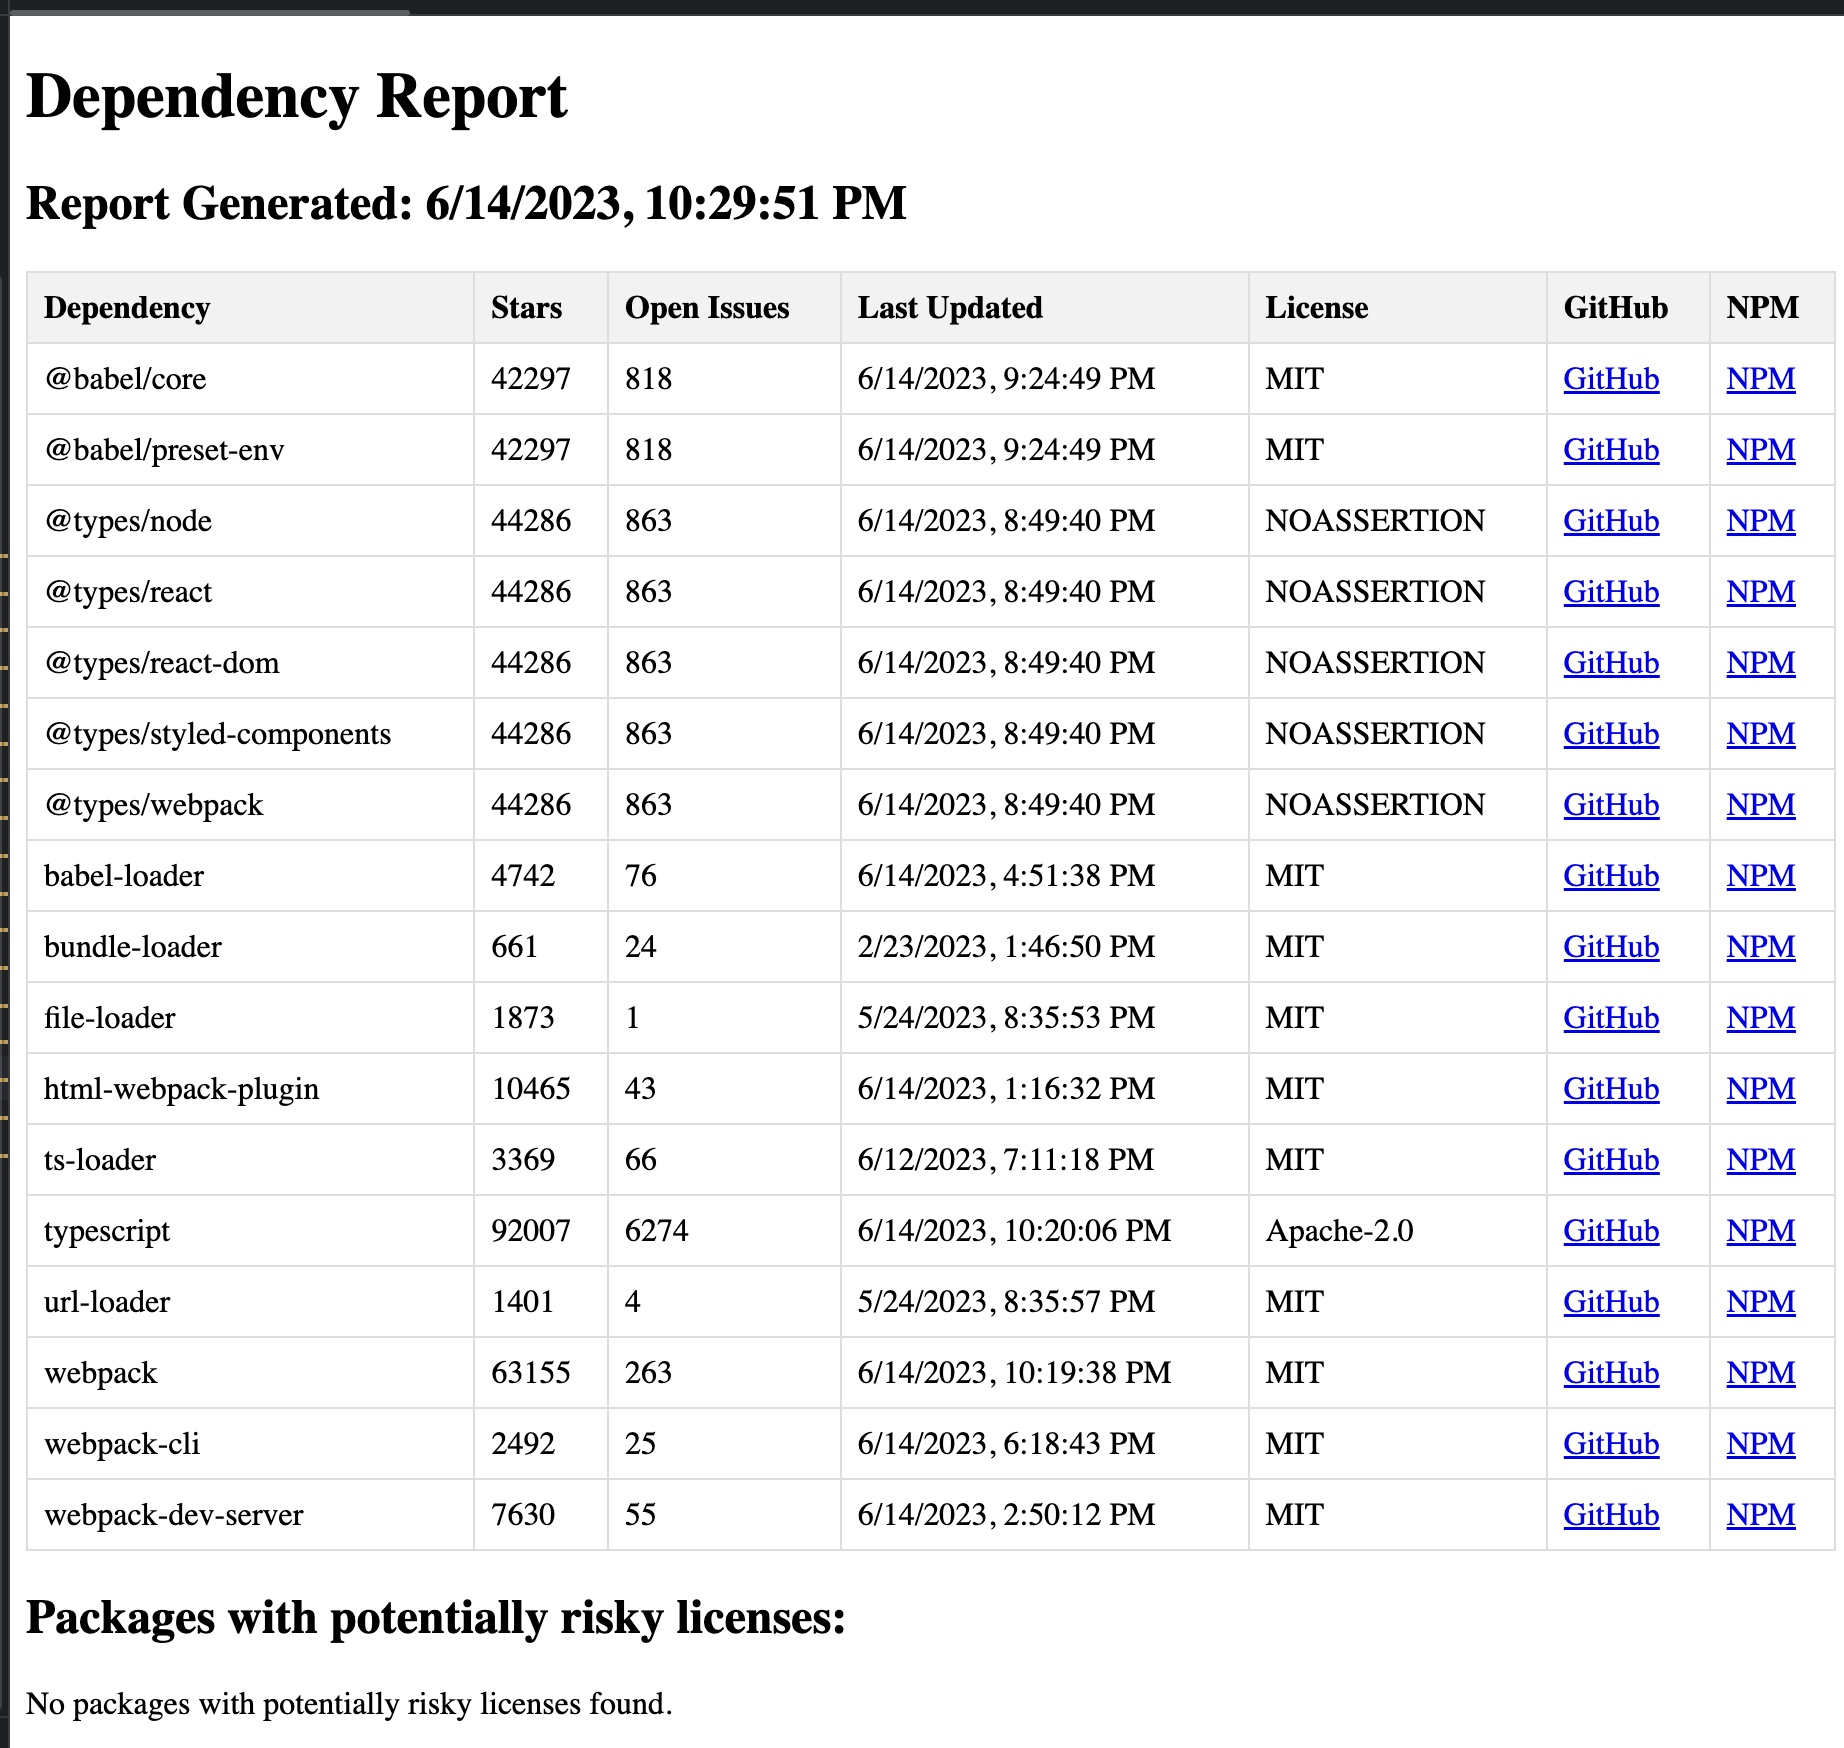 Dependency Report
Report Generated: 6/14/2023, 10:29:51 PM
Dependency Stars Open Issues Last Updated License GitHub NPM
@babel/core 42297 818 6/14/2023, 9:24:49 PM MIT GitHub NPM
@babel/preset-env 42297 818 6/14/2023, 9:24:49 PM MIT GitHub NPM
@types/node 44286 863 6/14/2023, 8:49:40 PM NOASSERTION GitHub NPM
@types/react 44286 863 6/14/2023, 8:49:40 PM NOASSERTION GitHub NPM
@types/react-dom 44286 863 6/14/2023, 8:49:40 PM NOASSERTION GitHub NPM
@types/styled-components 44286 863 6/14/2023, 8:49:40 PM NOASSERTION GitHub NPM
@types/webpack 44286 863 6/14/2023, 8:49:40 PM NOASSERTION GitHub NPM
babel-loader 4742 76 6/14/2023, 4:51:38 PM MIT GitHub NPM
bundle-loader 661 24 2/23/2023, 1:46:50 PM MIT GitHub NPM
file-loader 1873 1 5/24/2023, 8:35:53 PM MIT GitHub NPM
html-webpack-plugin 10465 43 6/14/2023, 1:16:32 PM MIT GitHub NPM
ts-loader 3369 66 6/12/2023, 7:11:18 PM MIT GitHub NPM
typescript 92007 6274 6/14/2023, 10:20:06 PM Apache-2.0 GitHub NPM
url-loader 1401 4 5/24/2023, 8:35:57 PM MIT GitHub NPM
webpack 63155 263 6/14/2023, 10:19:38 PM MIT GitHub NPM
webpack-cli 2492 25 6/14/2023, 6:18:43 PM MIT GitHub NPM
webpack-dev-server 7630 55 6/14/2023, 2:50:12 PM MIT GitHub NPM
Packages with potentially risky licenses:
No packages with potentially risky licenses found.